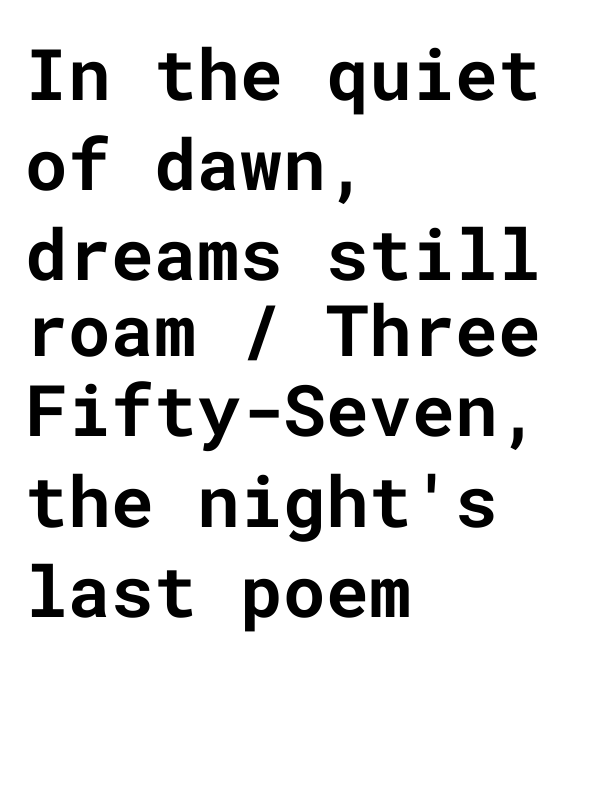 In the quiet
of dawn,
dreams still
roam / Three
Fifty-Seven,
the night's
last poem